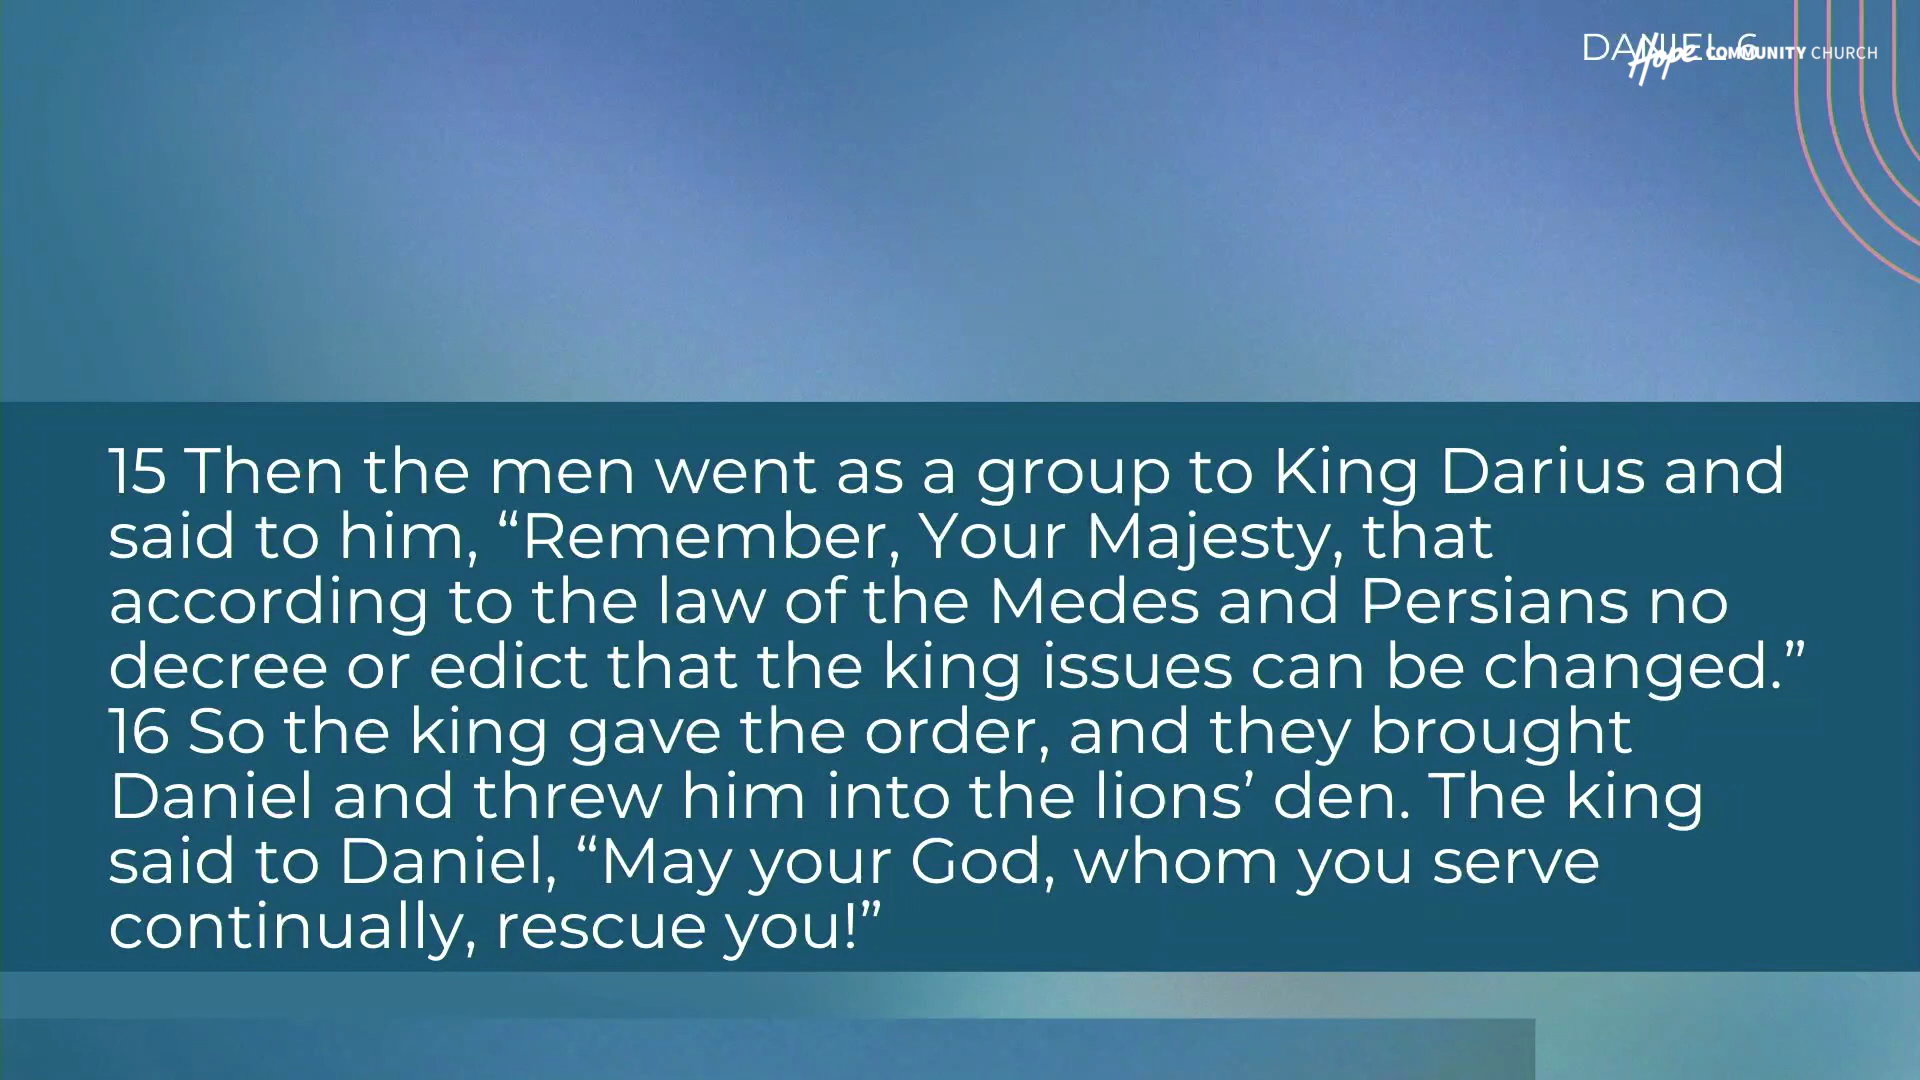 DANIEL 6
Hope COMMUNITY CHURCH
15 Then the men went as a group to King Darius and
said to him, “Remember, Your Majesty, that
according to the law of the Medes and Persians no
decree or edict that the king issues can be changed.”
16 So the king gave the order, and they brought
Daniel and threw him into the lions’ den. The king
said to Daniel, “May your God, whom you serve
continually, rescue you!”